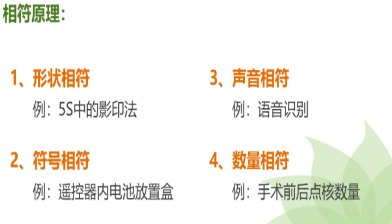 相符原理：
1、形状相符
例：5S中的影印法
2、符号相符
例：遥控器内电池放置盒
3、声音相符
例：语音识别
4、数量相符
例：手术前后点核数量